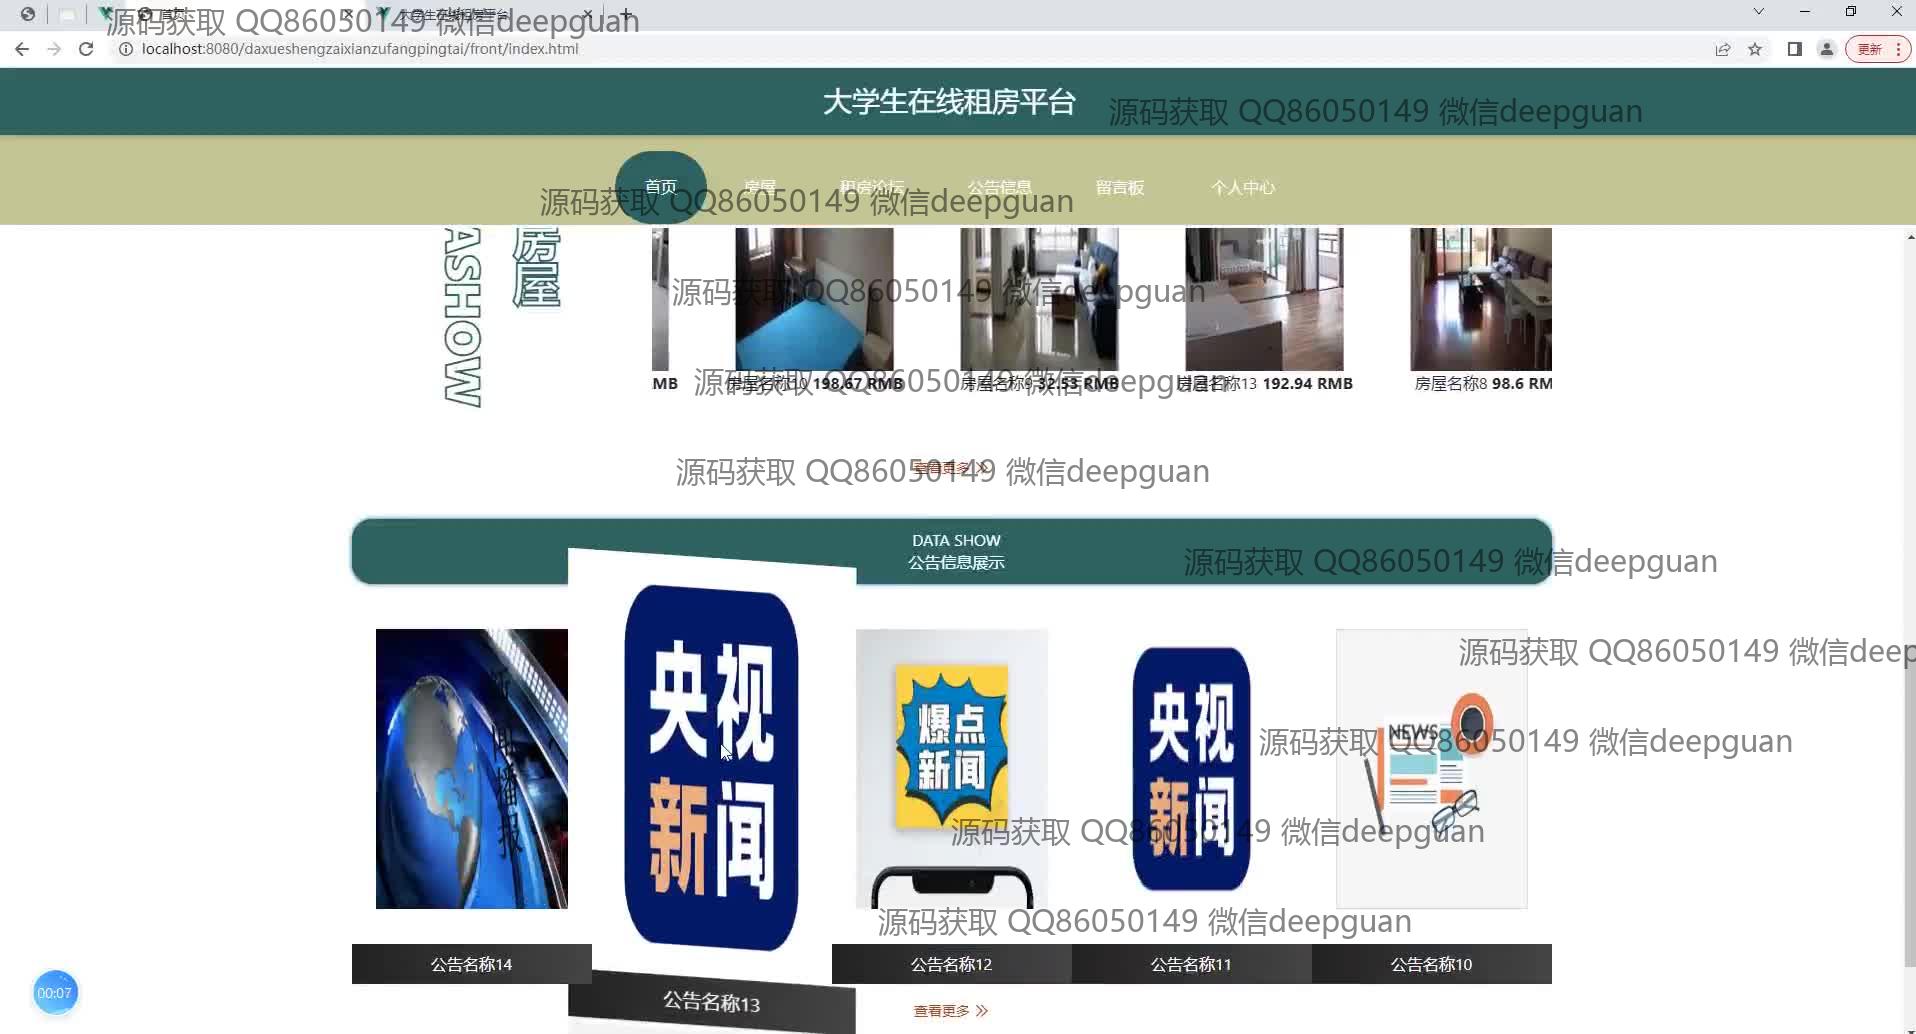 首页
大学生在线租房平台
源码获取 QQ86050149 微信deepguan
localhost:8080/daxueshengzaixianzufangpingtai/front/index.html
更新
大学生在线租房平台
源码获取 QQ86050149 微信deepguan
首页
房屋
租房论坛
公告信息
留言板
个人中心
源码获取 QQ86050149 微信deepguan
ASHOW
房屋
源码获取 QQ86050149 微信deepguan
MB
房屋名称10 198.67 RMB
房屋名称9 32.53 RMB
房屋名称13 192.94 RMB
房屋名称8 98.6 RM
源码获取 QQ86050149 微信deepguan
查看更多
源码获取 QQ86050149 微信deepguan
DATA SHOW
公告信息展示
源码获取 QQ86050149 微信deepguan
央视
新闻
爆点
新闻
央视
新闻
NEWS
源码获取 QQ86050149 微信deep
源码获取 QQ86050149 微信deepguan
源码获取 QQ86050149 微信deepguan
源码获取 QQ86050149 微信deepguan
公告名称14
公告名称13
公告名称12
公告名称11
公告名称10
查看更多
00:07